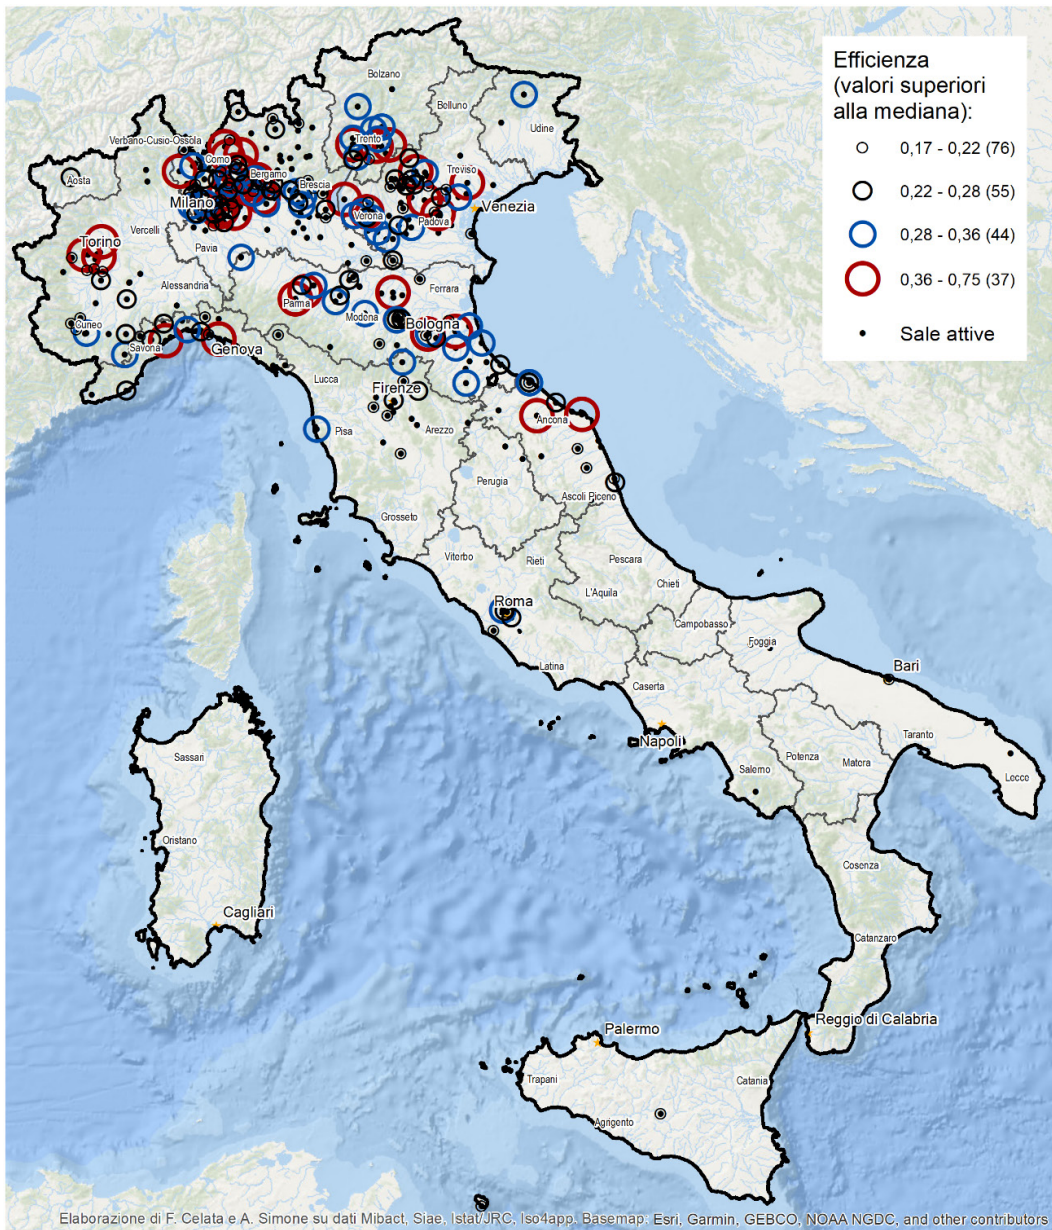 Efficienza
(valori superiori
alla mediana):
0,17 - 0,22 (76)
0,22 - 0,28 (55)
0,28 - 0,36 (44)
0,36 - 0,75 (37)
Sale attive
Bolzano
Belluno
Udine
Verbano-Cusio-Ossola
Trento
Como
Aosta
Bergamo
Treviso
Brescia
Milano
Verona
Venezia
Padova
Vercelli
Torino
Pavia
Alessandria
Ferrara
Parma
Cuneo
Modena
Bologna
Savona
Genova
Lucca
Firenze
Pisa
Arezzo
Ancona
Perugia
Ascoli Piceno
Grosseto
Viterbo
Rieti
Pescara
L'Aquila
Chieti
Roma
Campobasso
Foggia
Latina
Bari
Caserta
Napoli
Taranto
Potenza
Matera
Salerno
Lecce
Sassari
Oristano
Cosenza
Cagliari
Catanzaro
Reggio di Calabria
Palermo
Trapani
Catania
Agrigento
Elaborazione di F. Celata e A. Simone su dati Mibact, Siae, Istat/JRC, Iso4app, Basemap: Esri, Garmin, GEBCO, NOAA NGDC, and other contributors